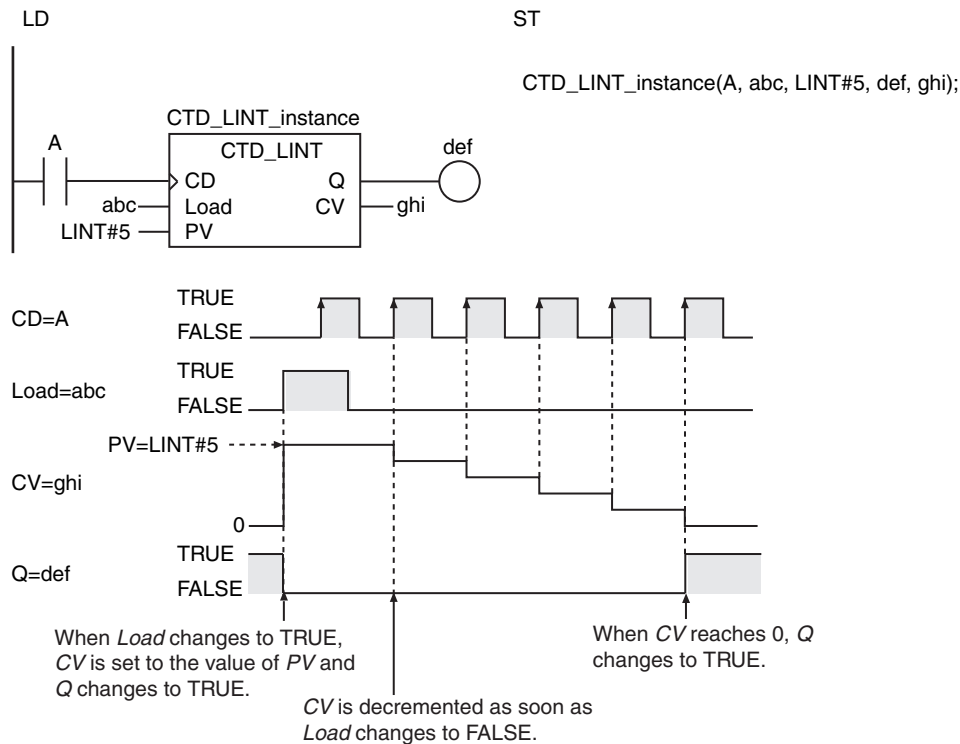 LD
ST
CTD_LINT_instance(A, abc, LINT#5, def, ghi);
CTD_LINT_instance
A
CTD_LINT
def
CD
Q
abc
Load
CV
ghi
LINT#5
PV
CD=A
TRUE
FALSE
Load=abc
TRUE
FALSE
PV=LINT#5
CV=ghi
0
Q=def
TRUE
FALSE
When Load changes to TRUE,
CV is set to the value of PV and
Q changes to TRUE.
CV is decremented as soon as
Load changes to FALSE.
When CV reaches 0, Q
changes to TRUE.